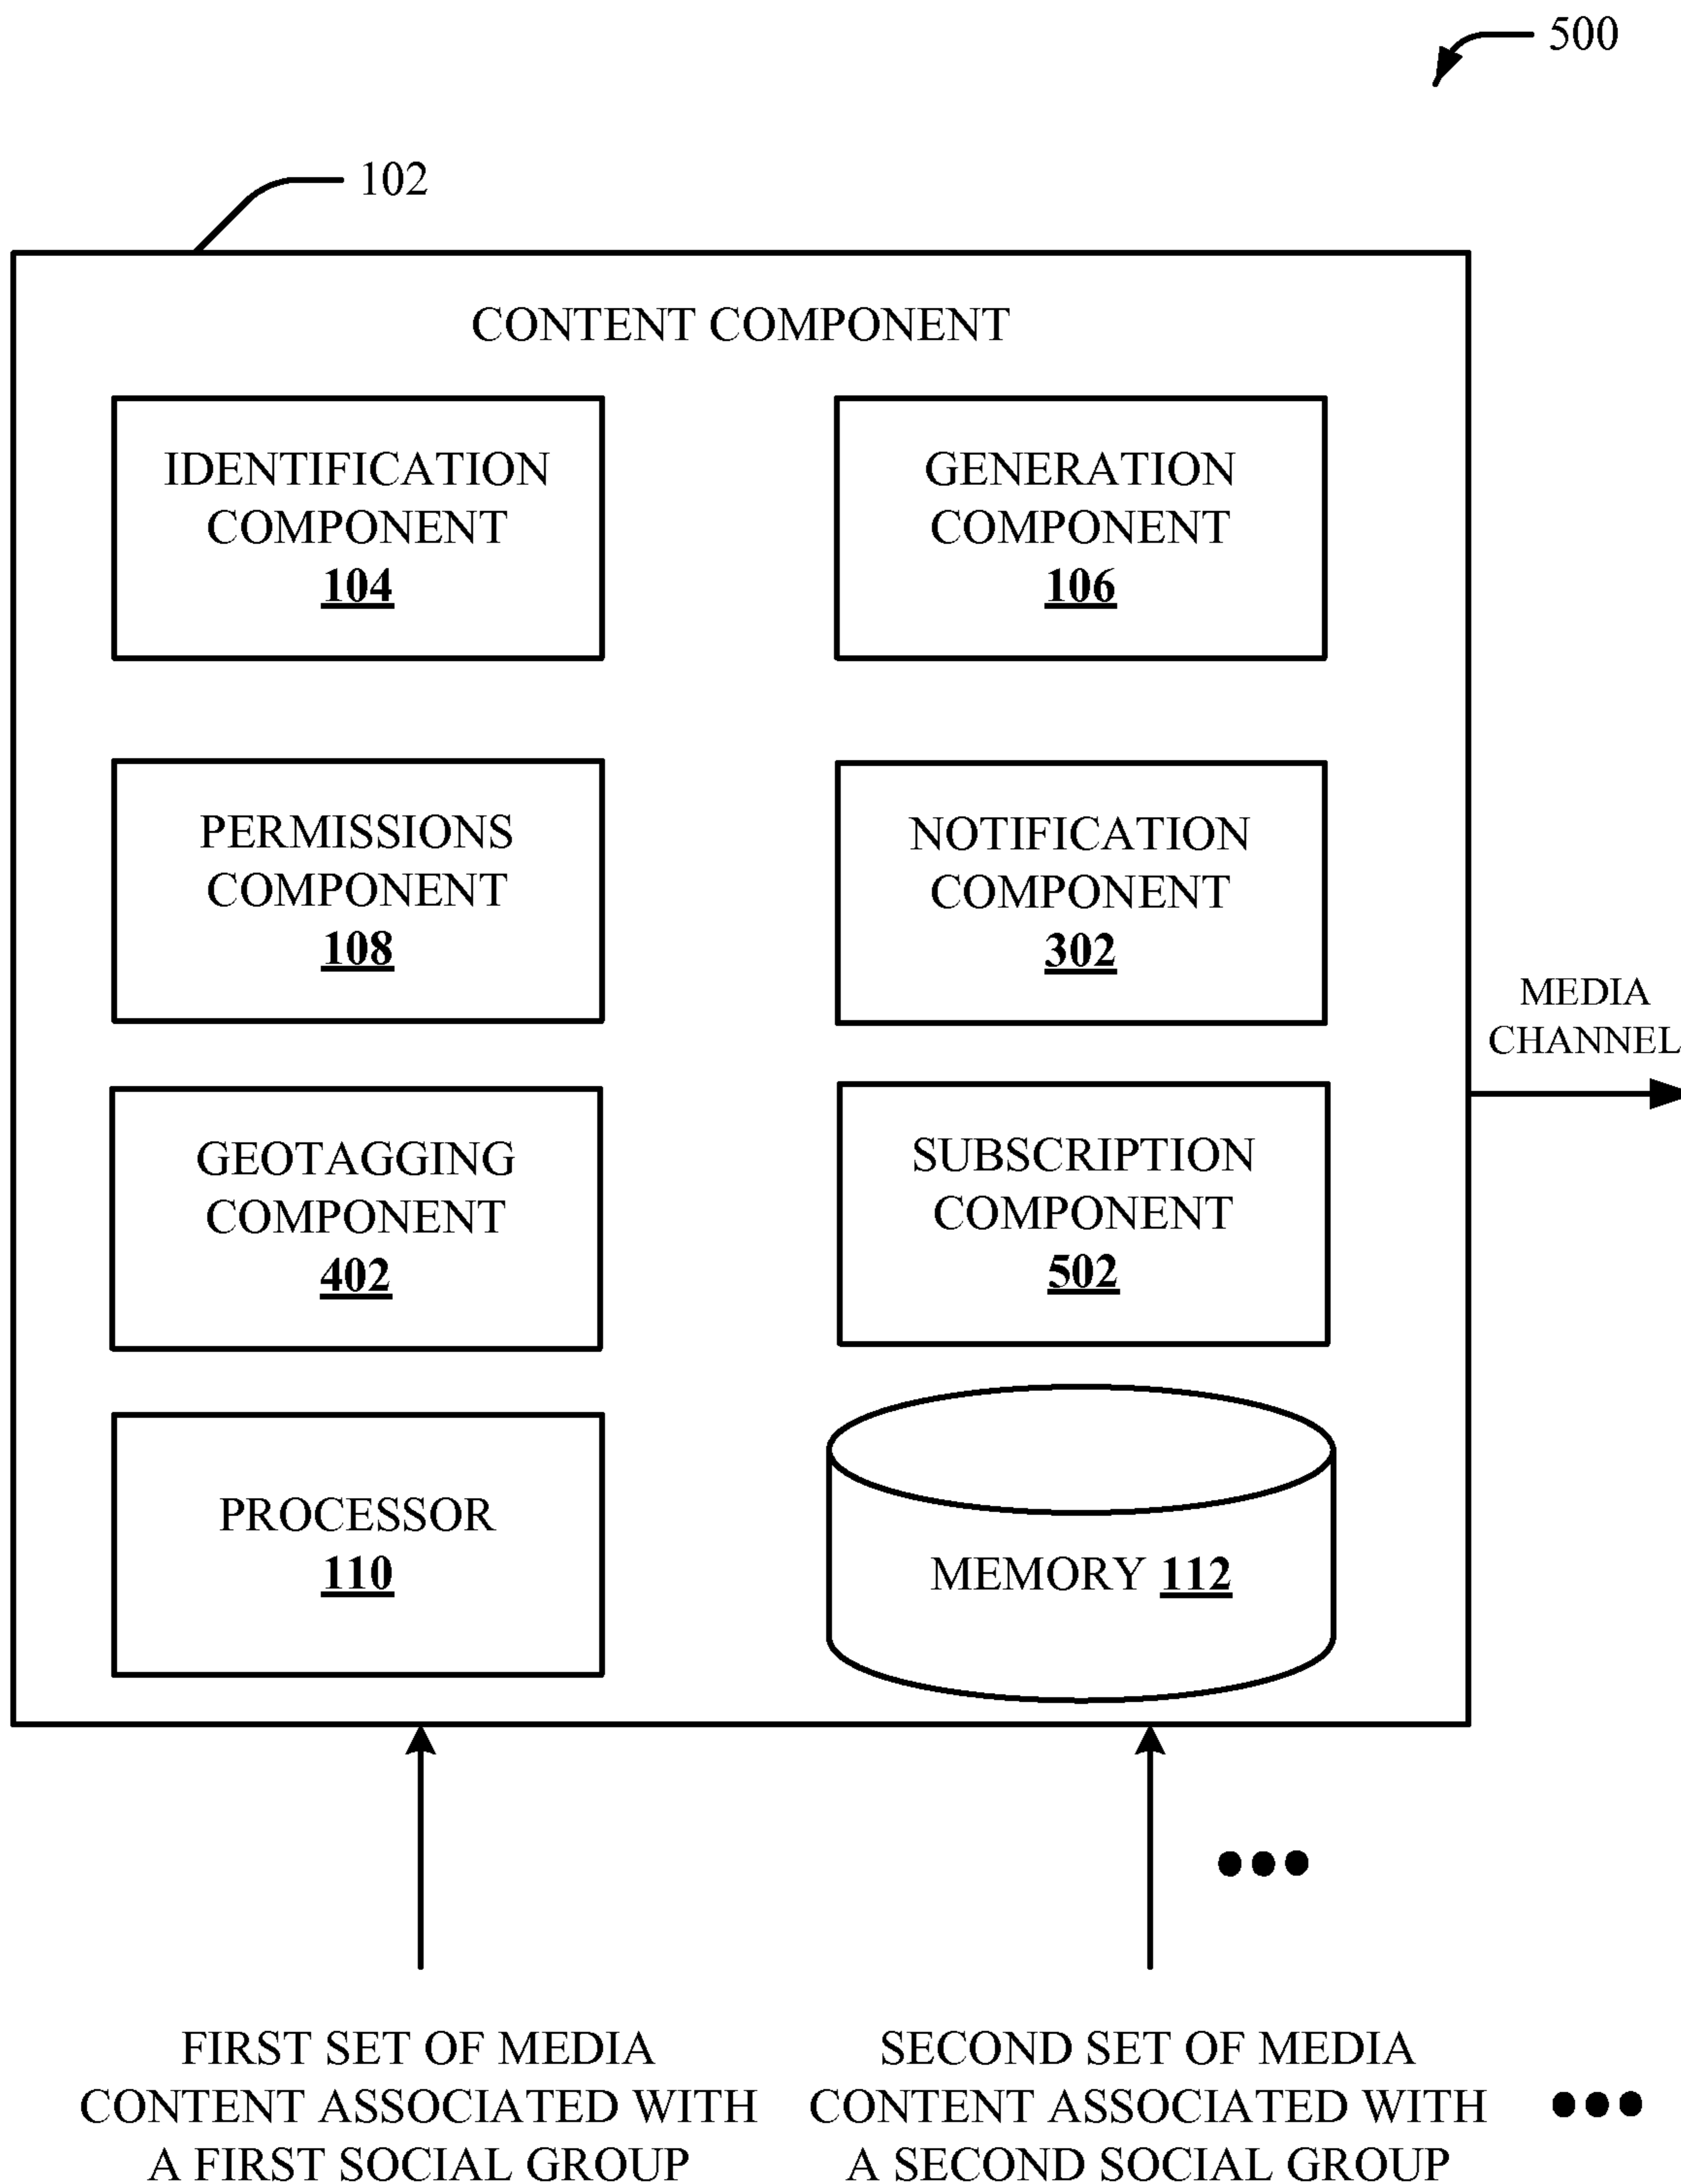 500
102
CONTENT COMPONENT
IDENTIFICATION
COMPONENT
104
GENERATION
COMPONENT
106
PERMISSIONS
COMPONENT
108
NOTIFICATION
COMPONENT
302
MEDIA
CHANNEL
GEOTAGGING
COMPONENT
402
SUBSCRIPTION
COMPONENT
502
PROCESSOR
110
MEMORY 112
FIRST SET OF MEDIA
CONTENT ASSOCIATED WITH
A FIRST SOCIAL GROUP
SECOND SET OF MEDIA
CONTENT ASSOCIATED WITH
A SECOND SOCIAL GROUP